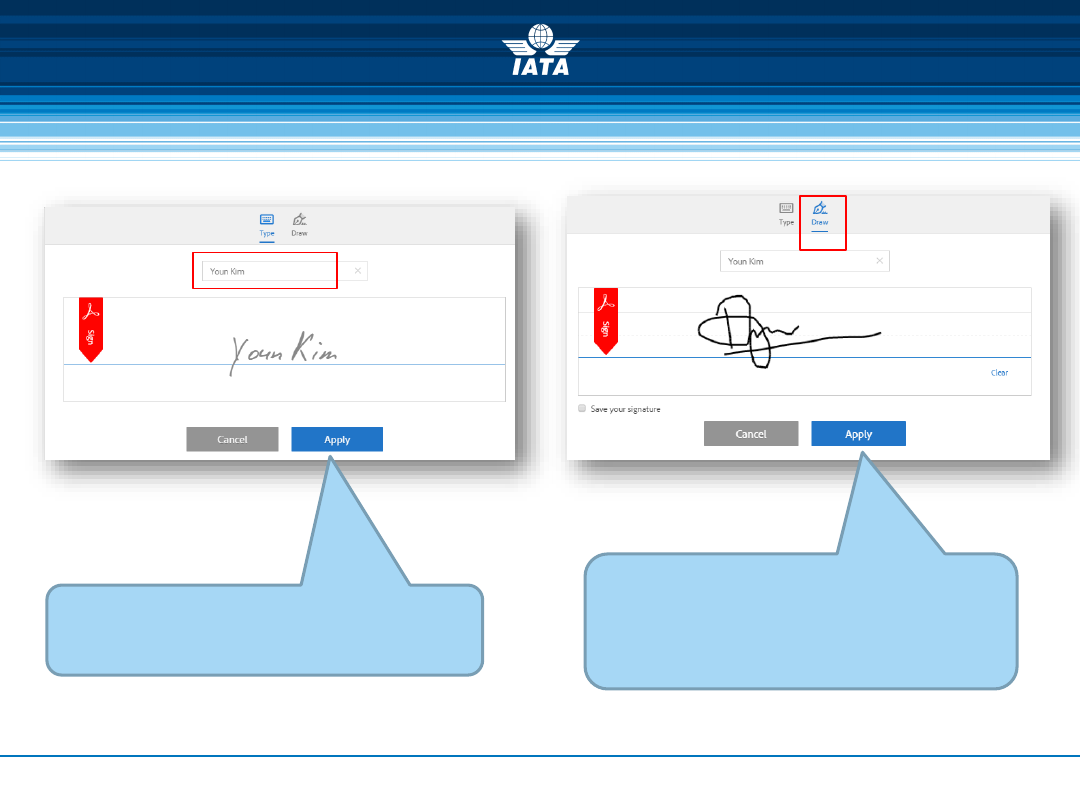 IATA
Type Draw
Youn Kim
Sign
Youn Kim
Cancel Apply
Type Draw
Youn Kim
Sign
Clear
Save your signature
Cancel Apply